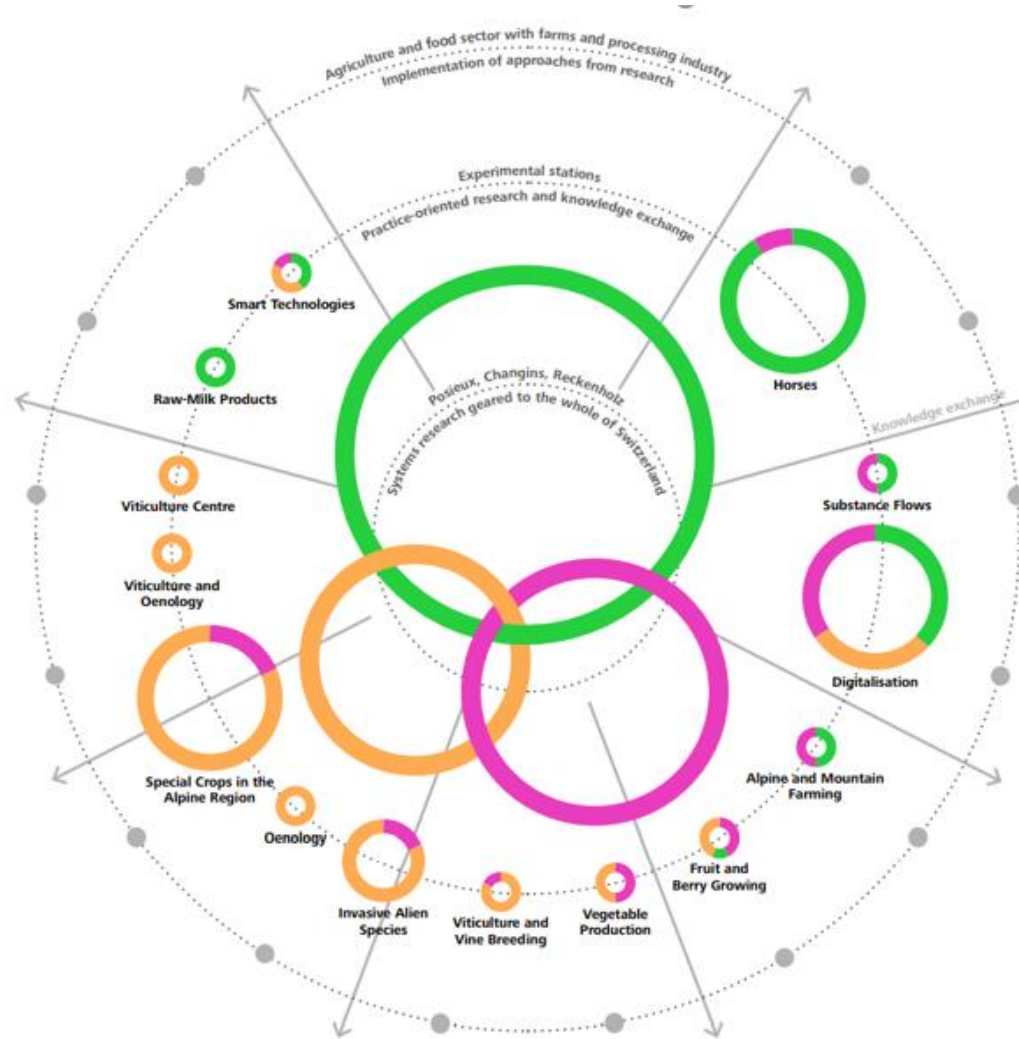 Agriculture and food sector with farms and processing industry
Implementation of approaches from research
Experimental stations
Practice-oriented research and knowledge exchange
Smart Technologies
Horses
Raw-Milk Products
Posieux, Changins, Reckenholz
Systems research geared to the whole of Switzerland
Knowledge exchange
Viticulture Centre
Substance Flows
Viticulture and
Oenology
Digitalisation
Special Crops in the
Alpine Region
Alpine and Mountain
Farming
Oenology
Fruit and
Berry Growing
Invasive Alien
Species
Viticulture and
Vine Breeding
Vegetable
Production